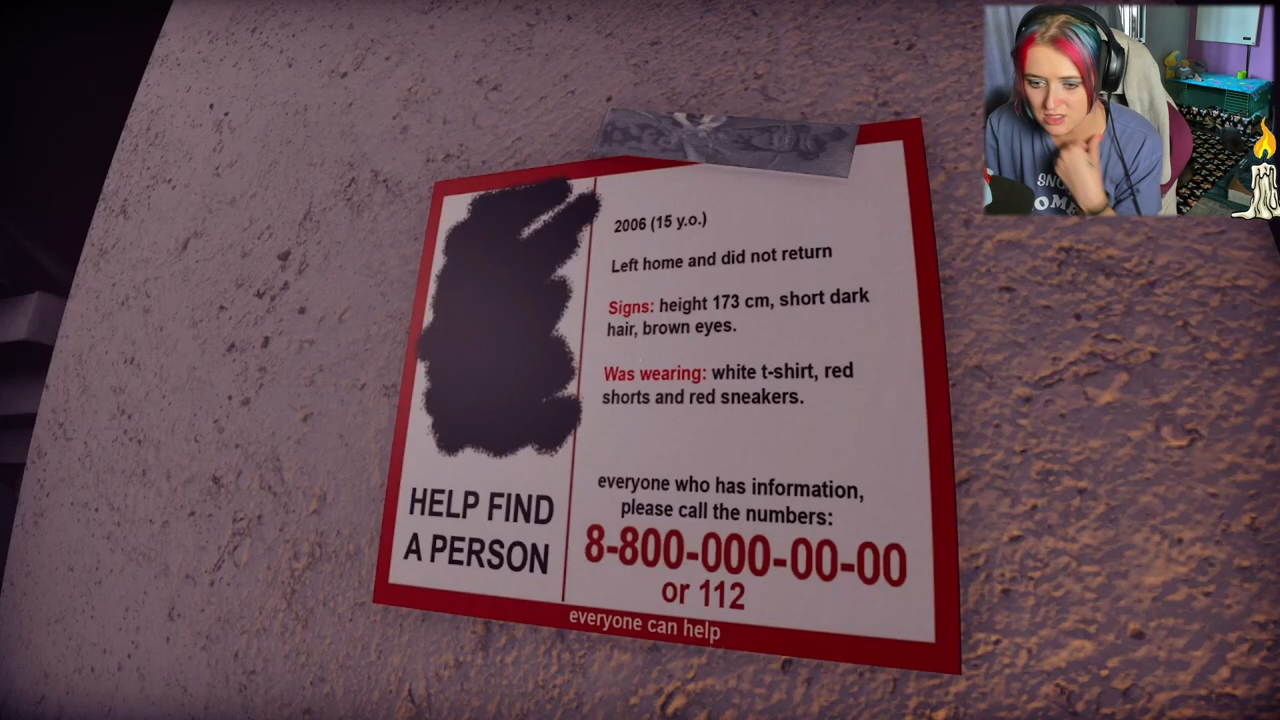 2006 (15 y.o.)
Left home and did not return
Signs: height 173 cm, short dark
hair, brown eyes.
Was wearing: white t-shirt, red
shorts and red sneakers.
everyone who has information,
please call the numbers:
8-800-000-00-00
or 112
HELP FIND
A PERSON
everyone can help